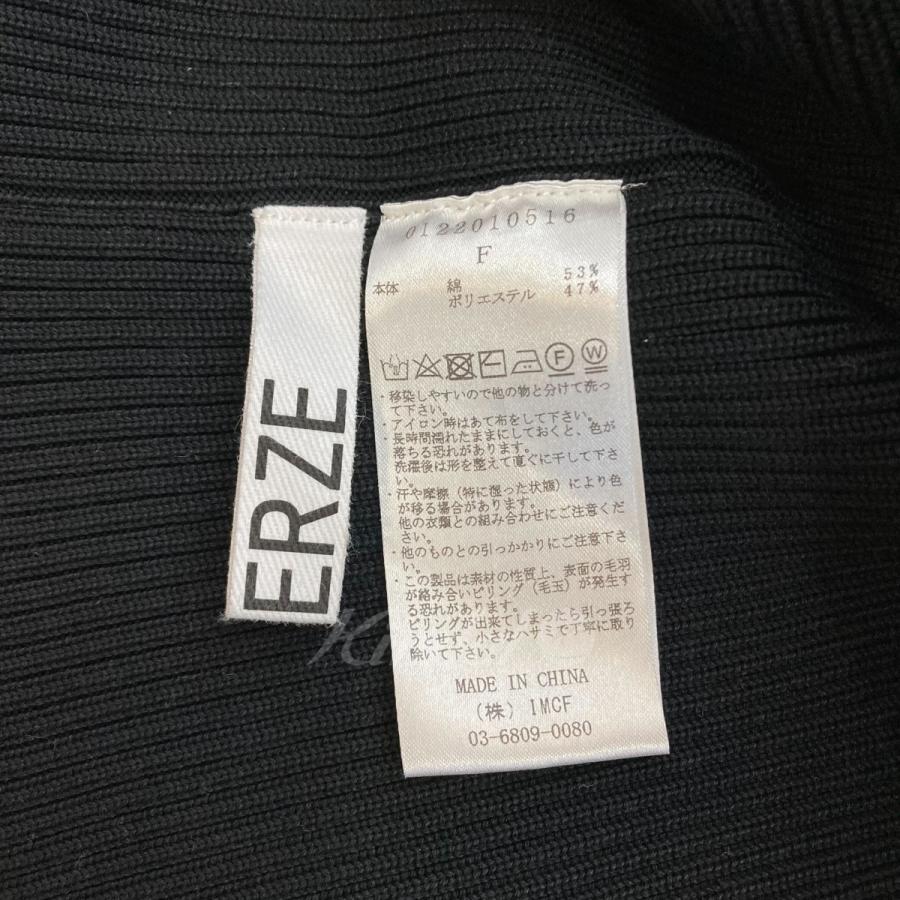 ERZE
0122010516
F
本体 綿 53%
ポリエステル 47%
F W
・移染しやすいので他の物と分けて洗っ
て下さい。
・アイロン時はあて布をして下さい。
・長時間濡れたままにしておくと、色が
落ちる恐れがあります。
洗濯後は形を整えて直ぐに干して下さ
い。
・汗や摩擦（特に湿った状態）により色
が移る場合があります。
他の衣類との組み合わせにご注意くだ
さい。
・他のものとの引っかかりにご注意下さ
い。
・この製品は素材の性質上、表面の毛羽
が絡み合いピリング（毛玉）が発生す
る恐れがあります。
ピリングが出来てしまったら引っ張ろ
うとせず、小さなハサミで丁寧に取り
除いて下さい。
MADE IN CHINA
（株）IMCF
03-6809-0080